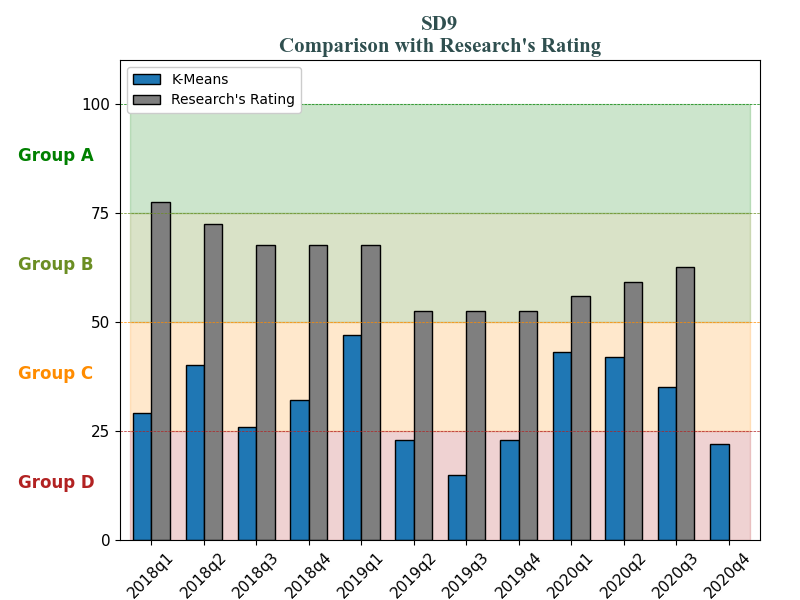 SD9
Comparison with Research's Rating
K-Means
Research's Rating
100
Group A
75
Group B
50
Group C
25
Group D
0
2018q1
2018q2
2018q3
2018q4
2019q1
2019q2
2019q3
2019q4
2020q1
2020q2
2020q3
2020q4